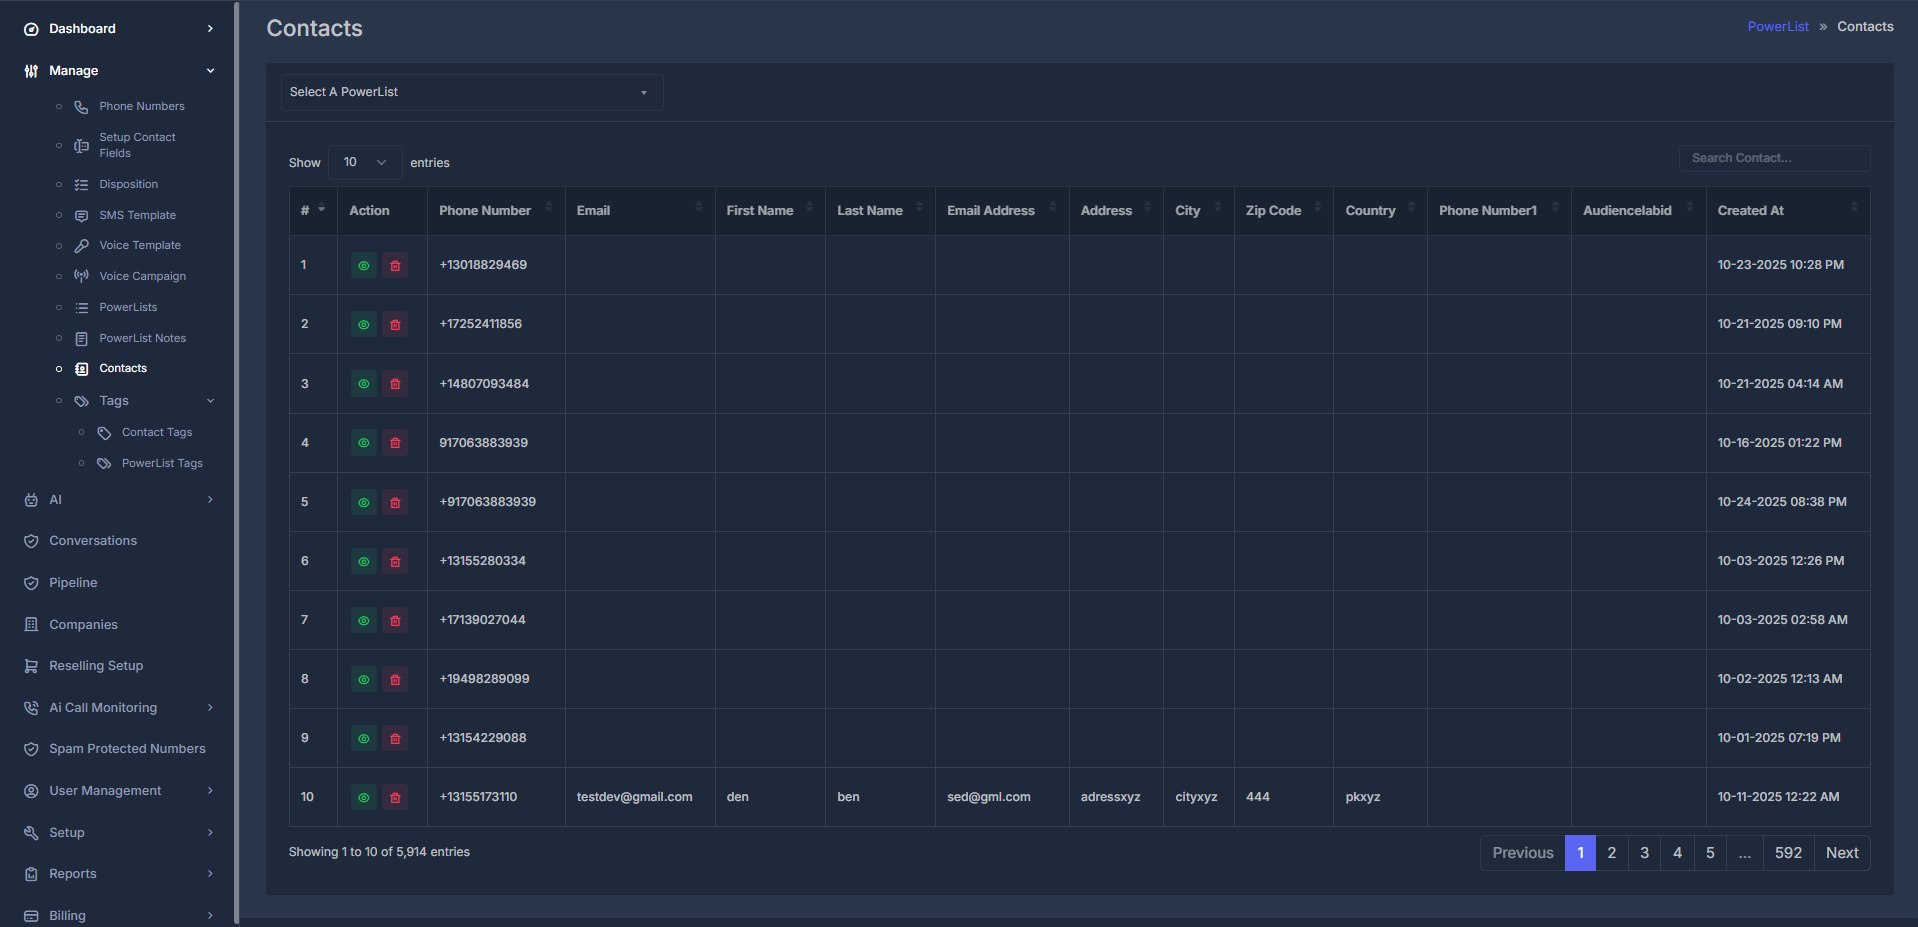 Dashboard
Manage
Phone Numbers
Setup Contact
Fields
Disposition
SMS Template
Voice Template
Voice Campaign
PowerLists
PowerList Notes
Contacts
Tags
Contact Tags
PowerList Tags
AI
Conversations
Pipeline
Companies
Reselling Setup
Ai Call Monitoring
Spam Protected Numbers
User Management
Setup
Reports
Billing
Contacts
PowerList » Contacts
Select A PowerList
Show 10 entries
Search Contact...
# Action Phone Number Email First Name Last Name Email Address Address City Zip Code Country Phone Number1 Audiencelabid Created At
1 +13018829469 10-23-2025 10:28 PM
2 +17252411856 10-21-2025 09:10 PM
3 +14807093484 10-21-2025 04:14 AM
4 917063883939 10-16-2025 01:22 PM
5 +917063883939 10-24-2025 08:38 PM
6 +13155280334 10-03-2025 12:26 PM
7 +17139027044 10-03-2025 02:58 AM
8 +19498289099 10-02-2025 12:13 AM
9 +13154229088 10-01-2025 07:19 PM
10 +13155173110 testdev@gmail.com den ben sed@gml.com adressxyz cityxyz 444 pkxyz 10-11-2025 12:22 AM
Showing 1 to 10 of 5,914 entries
Previous 1 2 3 4 5 ... 592 Next